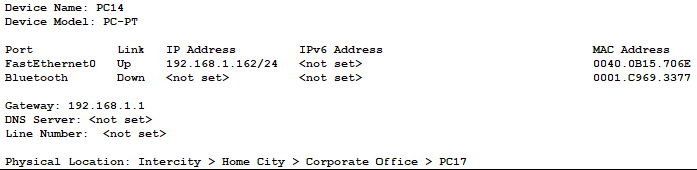 Device Name: PC14
Device Model: PC-PT
Port Link IP Address IPv6 Address MAC Address
FastEthernet0 Up 192.168.1.162/24 <not set> 0040.0B15.706E
Bluetooth Down <not set> <not set> 0001.C969.3377
Gateway: 192.168.1.1
DNS Server: <not set>
Line Number: <not set>
Physical Location: Intercity > Home City > Corporate Office > PC17